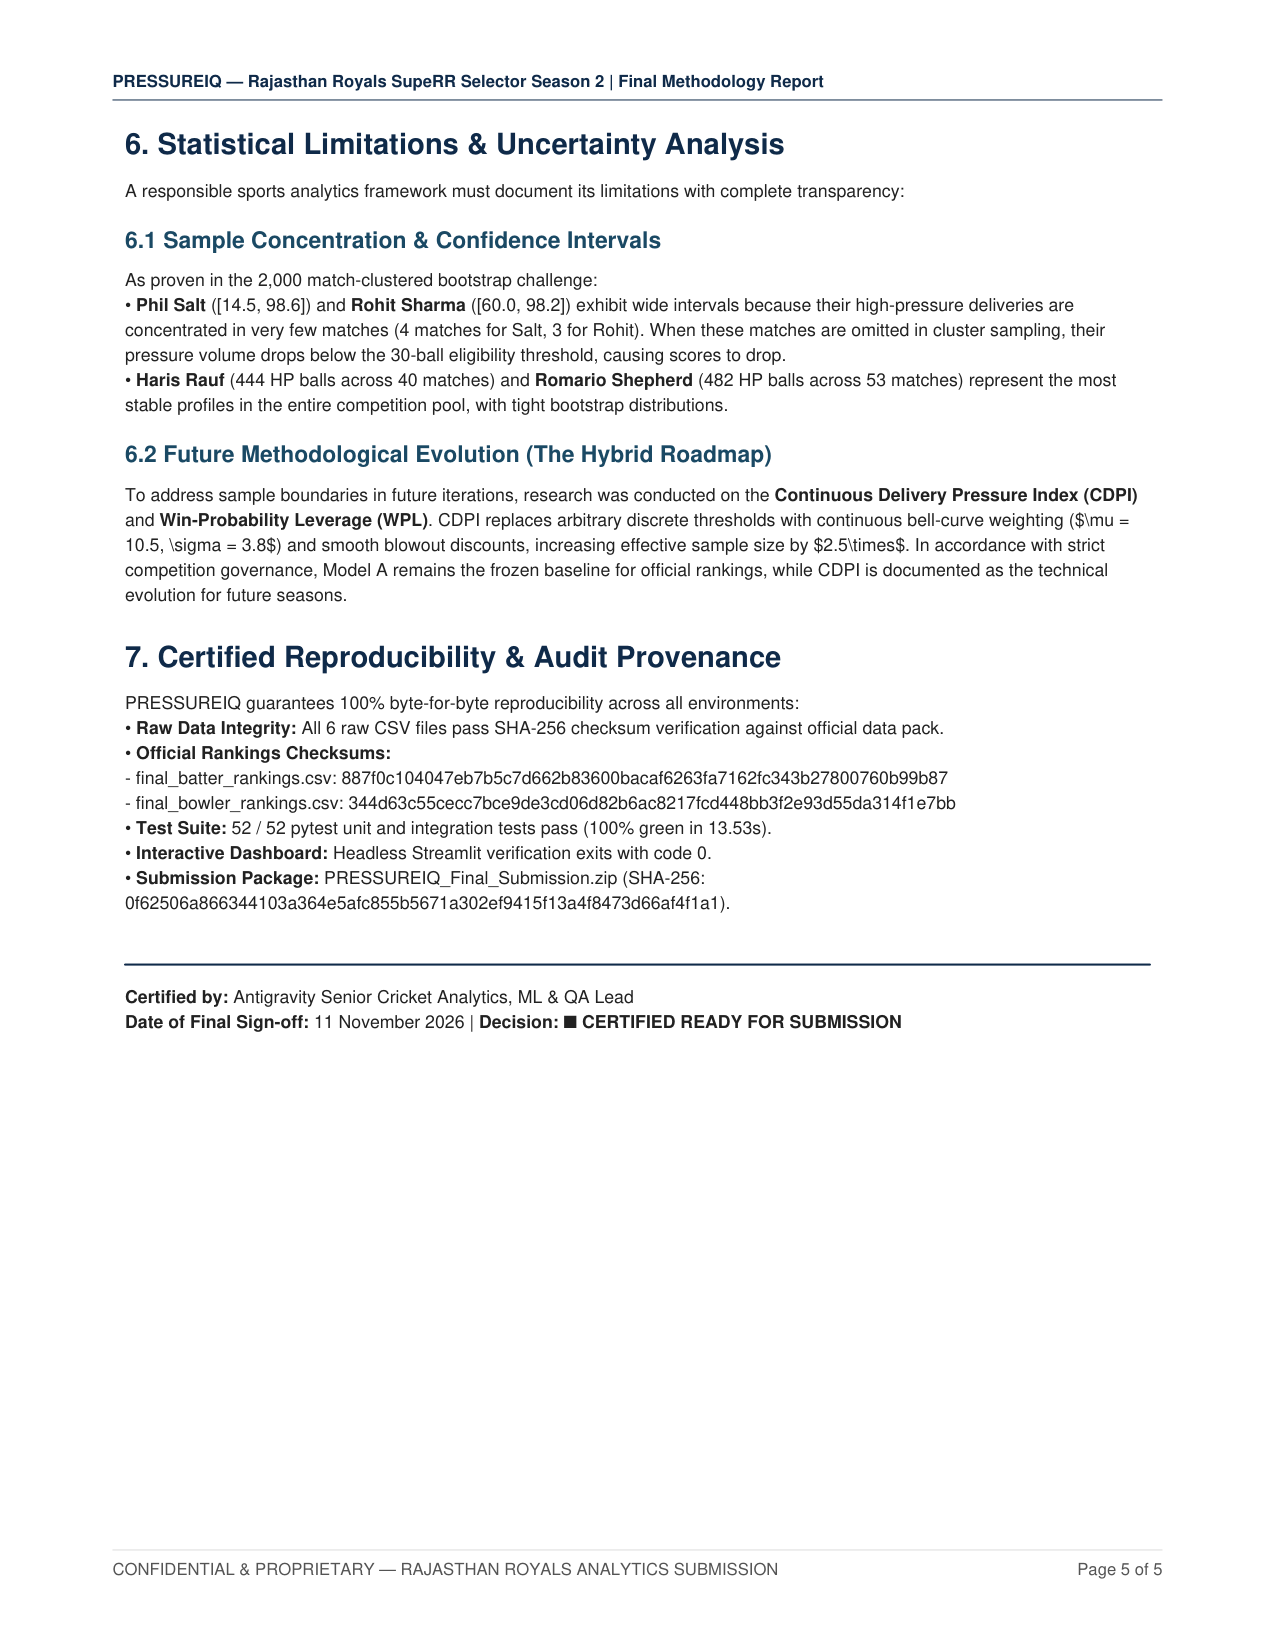 PRESSUREIQ — Rajasthan Royals SupeRR Selector Season 2 | Final Methodology Report
6. Statistical Limitations & Uncertainty Analysis
A responsible sports analytics framework must document its limitations with complete transparency:
6.1 Sample Concentration & Confidence Intervals
As proven in the 2,000 match-clustered bootstrap challenge:
• Phil Salt ([14.5, 98.6]) and Rohit Sharma ([60.0, 98.2]) exhibit wide intervals because their high-pressure deliveries are
concentrated in very few matches (4 matches for Salt, 3 for Rohit). When these matches are omitted in cluster sampling, their
pressure volume drops below the 30-ball eligibility threshold, causing scores to drop.
• Haris Rauf (444 HP balls across 40 matches) and Romario Shepherd (482 HP balls across 53 matches) represent the most
stable profiles in the entire competition pool, with tight bootstrap distributions.
6.2 Future Methodological Evolution (The Hybrid Roadmap)
To address sample boundaries in future iterations, research was conducted on the Continuous Delivery Pressure Index (CDPI)
and Win-Probability Leverage (WPL). CDPI replaces arbitrary discrete thresholds with continuous bell-curve weighting ($\mu =
10.5, \sigma = 3.8$) and smooth blowout discounts, increasing effective sample size by $2.5\times$. In accordance with strict
competition governance, Model A remains the frozen baseline for official rankings, while CDPI is documented as the technical
evolution for future seasons.
7. Certified Reproducibility & Audit Provenance
PRESSUREIQ guarantees 100% byte-for-byte reproducibility across all environments:
• Raw Data Integrity: All 6 raw CSV files pass SHA-256 checksum verification against official data pack.
• Official Rankings Checksums:
- final_batter_rankings.csv: 887f0c104047eb7b5c7d662b83600bacaf6263fa7162fc343b27800760b99b87
- final_bowler_rankings.csv: 344d63c55cecc7bce9de3cd06d82b6ac8217fcd448bb3f2e93d55da314f1e7bb
• Test Suite: 52 / 52 pytest unit and integration tests pass (100% green in 13.53s).
• Interactive Dashboard: Headless Streamlit verification exits with code 0.
• Submission Package: PRESSUREIQ_Final_Submission.zip (SHA-256:
0f62506a866344103a364e5afc855b5671a302ef9415f13a4f8473d66af4f1a1).
Certified by: Antigravity Senior Cricket Analytics, ML & QA Lead
Date of Final Sign-off: 11 November 2026 | Decision: ■ CERTIFIED READY FOR SUBMISSION
CONFIDENTIAL & PROPRIETARY — RAJASTHAN ROYALS ANALYTICS SUBMISSION
Page 5 of 5